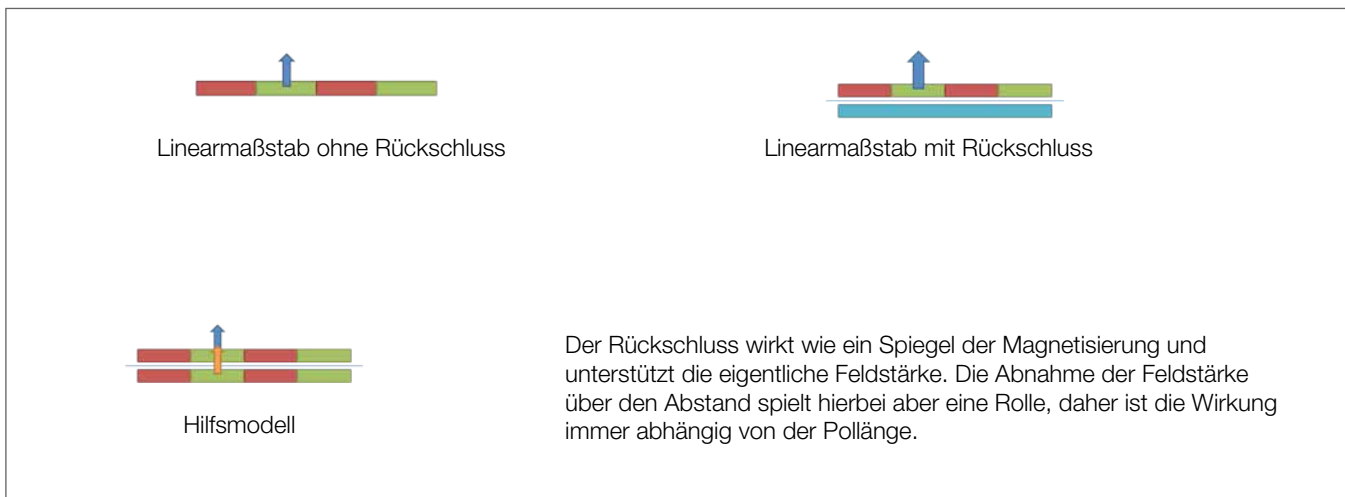 Linearmaßstab ohne Rückschluss
Linearmaßstab mit Rückschluss
Hilfsmodell
Der Rückschluss wirkt wie ein Spiegel der Magnetisierung und
unterstützt die eigentliche Feldstärke. Die Abnahme der Feldstärke
über den Abstand spielt hierbei aber eine Rolle, daher ist die Wirkung
immer abhängig von der Pollänge.